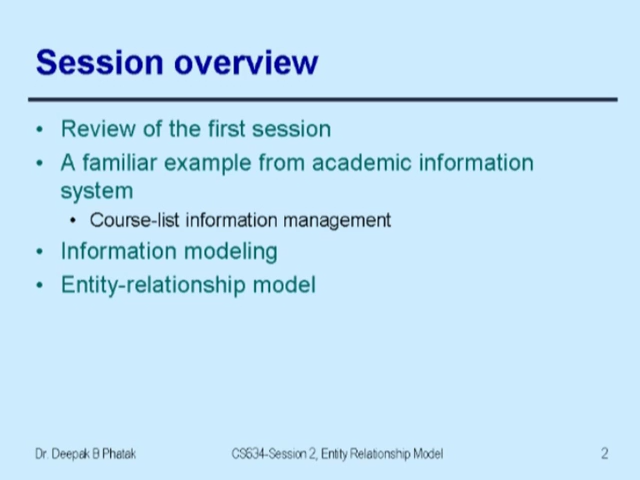 Session overview
• Review of the first session
• A familiar example from academic information
system
• Course-list information management
• Information modeling
• Entity-relationship model
Dr. Deepak B Phatak
CS634-Session 2, Entity Relationship Model
2